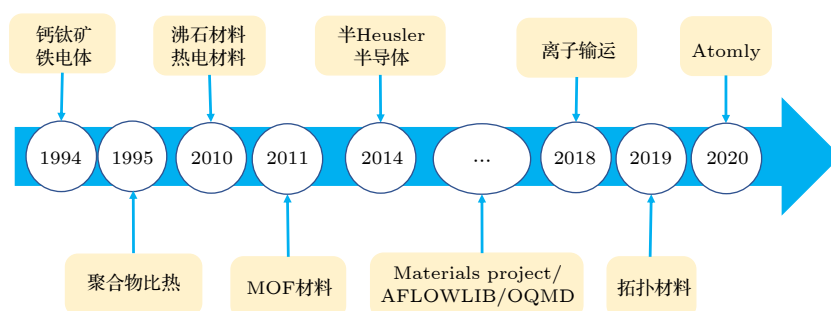 钙钛矿
铁电体
沸石材料
热电材料
半Heusler
半导体
离子输运
Atomly
1994
1995
2010
2011
2014
...
2018
2019
2020
聚合物比热
MOF材料
Materials project/
AFLOWLIB/OQMD
拓扑材料